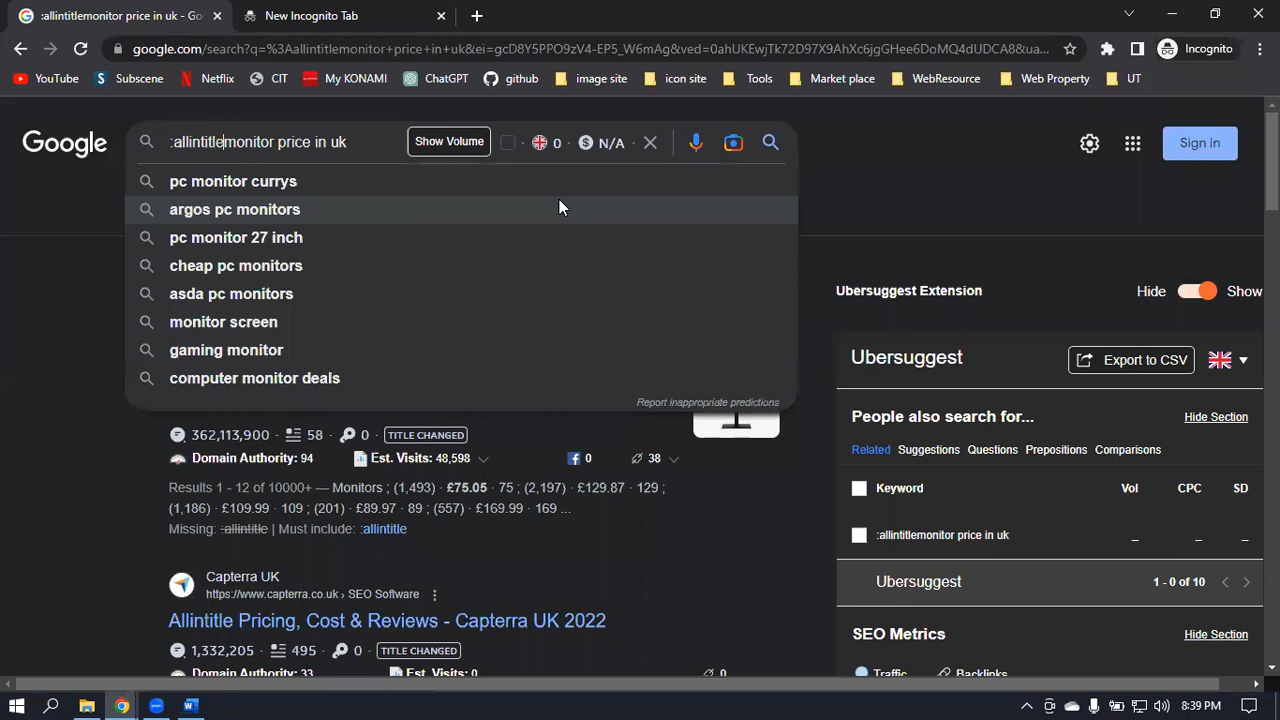 :allintitlemonitor price in uk - Go
New Incognito Tab
google.com/search?q=%3Aallintitlemonitor+price+in+uk&ei=gcD8Y5PPO9zV4-EP5_W6mAg&ved=0ahUKEwjTk72D97X9AhXc6jgGHee6DoMQ4dUDCA8&ua...
Incognito
YouTube
Subscene
Netflix
CIT
My KONAMI
ChatGPT
github
image site
icon site
Tools
Market place
WebResource
Web Property
UT
Google
:allintitlemonitor price in uk
Show Volume
· 0 · N/A
Sign in
pc monitor currys
argos pc monitors
pc monitor 27 inch
cheap pc monitors
asda pc monitors
monitor screen
gaming monitor
computer monitor deals
Report inappropriate predictions
362,113,900 · 58 · 0 · TITLE CHANGED
Domain Authority: 94
Est. Visits: 48,598
0
38
Results 1 - 12 of 10000+ — Monitors ; (1,493) · £75.05 · 75 ; (2,197) · £129.87 · 129 ;
(1,186) · £109.99 · 109 ; (201) · £89.97 · 89 ; (557) · £169.99 · 169 ...
Missing: :allintitle | Must include: :allintitle
Capterra UK
https://www.capterra.co.uk › SEO Software
Allintitle Pricing, Cost & Reviews - Capterra UK 2022
1,332,205 · 495 · 0 · TITLE CHANGED
Domain Authority: 33
Est. Visits: 0
0
Ubersuggest Extension
Hide
Show
Ubersuggest
Export to CSV
People also search for...
Hide Section
Related Suggestions Questions Prepositions Comparisons
Keyword Vol CPC SD
:allintitlemonitor price in uk – – –
Ubersuggest 1 - 0 of 10
SEO Metrics
Hide Section
Traffic
Backlinks
8:39 PM